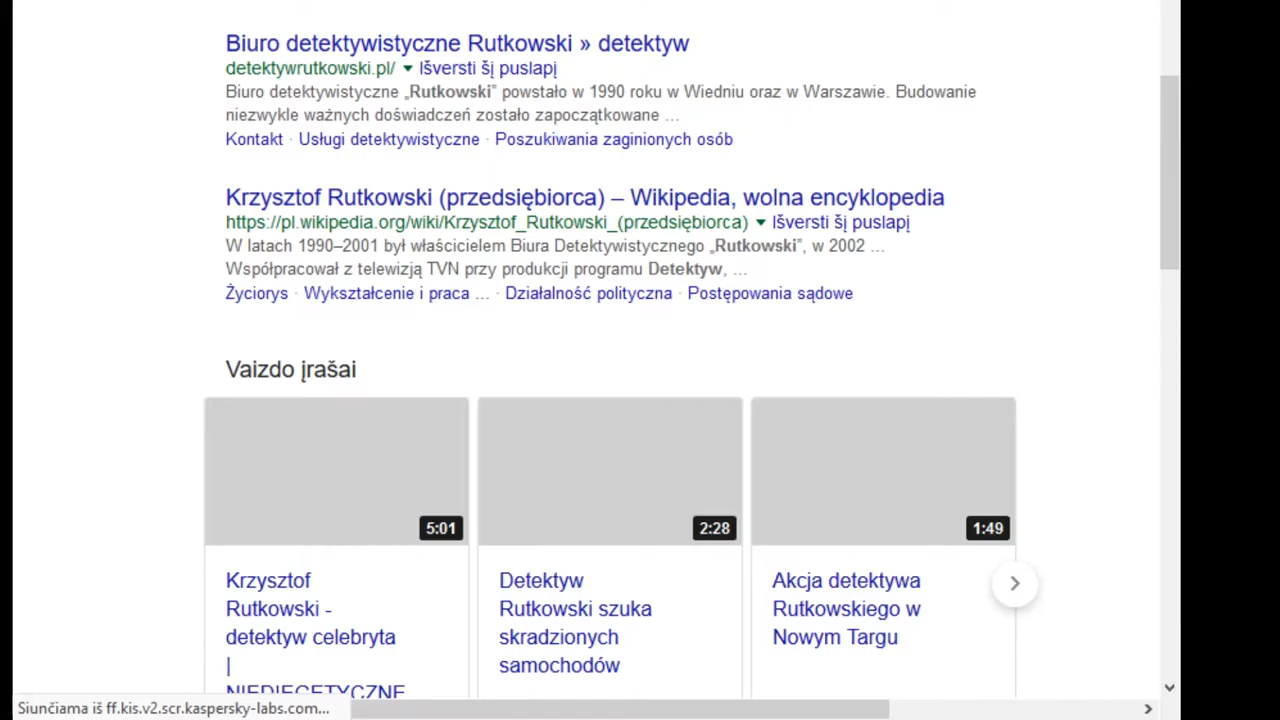 Biuro detektywistyczne Rutkowski » detektyw
detektywrutkowski.pl/ ▼ Išversti šį puslapį
Biuro detektywistyczne „Rutkowski” powstało w 1990 roku w Wiedniu oraz w Warszawie. Budowanie
niezwykle ważnych doświadczeń zostało zapoczątkowane ...
Kontakt · Usługi detektywistyczne · Poszukiwania zaginionych osób
Krzysztof Rutkowski (przedsiębiorca) – Wikipedia, wolna encyklopedia
https://pl.wikipedia.org/wiki/Krzysztof_Rutkowski_(przedsiębiorca) ▼ Išversti šį puslapį
W latach 1990–2001 był właścicielem Biura Detektywistycznego „Rutkowski”, w 2002 ...
Współpracował z telewizją TVN przy produkcji programu Detektyw, ...
Życiorys · Wykształcenie i praca ... · Działalność polityczna · Postępowania sądowe
Vaizdo įrašai
5:01
2:28
1:49
Krzysztof
Rutkowski -
detektyw celebryta
|
NIEDIEGETYCZNE
Detektyw
Rutkowski szuka
skradzionych
samochodów
Akcja detektywa
Rutkowskiego w
Nowym Targu
Siunčiama iš ff.kis.v2.scr.kaspersky-labs.com...